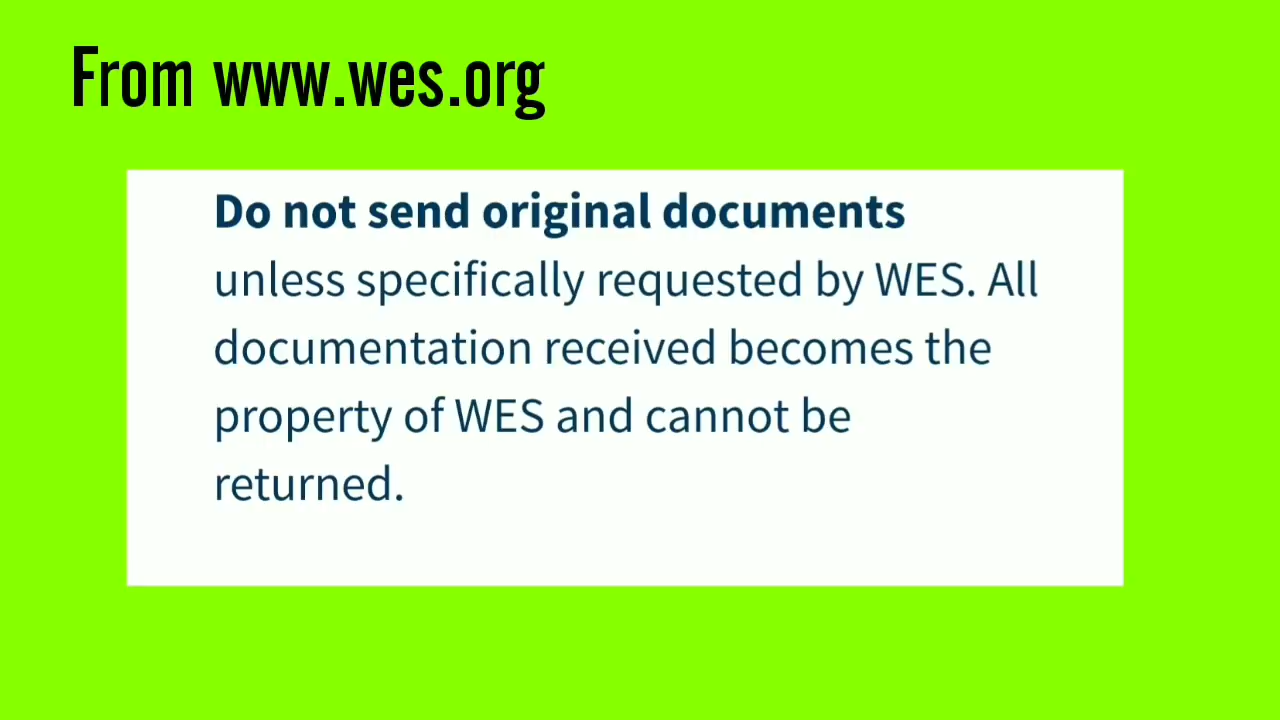 From www.wes.org
Do not send original documents
unless specifically requested by WES. All
documentation received becomes the
property of WES and cannot be
returned.